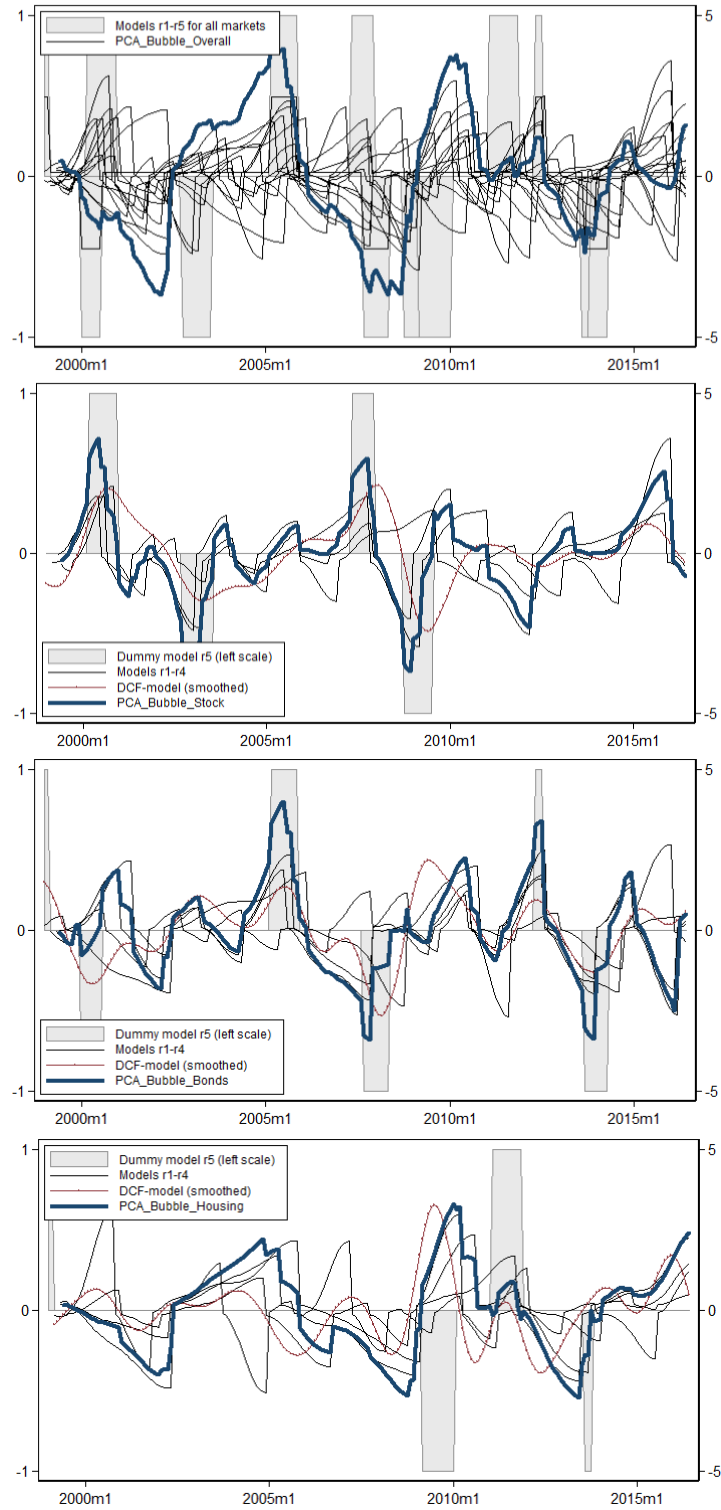 Models r1-r5 for all markets
PCA_Bubble_Overall
1
0
-1
5
0
-5
2000m1 2005m1 2010m1 2015m1
1
0
-1
5
0
-5
Dummy model r5 (left scale)
Models r1-r4
DCF-model (smoothed)
PCA_Bubble_Stock
2000m1 2005m1 2010m1 2015m1
1
0
-1
5
0
-5
Dummy model r5 (left scale)
Models r1-r4
DCF-model (smoothed)
PCA_Bubble_Bonds
2000m1 2005m1 2010m1 2015m1
1
0
-1
5
0
-5
Dummy model r5 (left scale)
Models r1-r4
DCF-model (smoothed)
PCA_Bubble_Housing
2000m1 2005m1 2010m1 2015m1